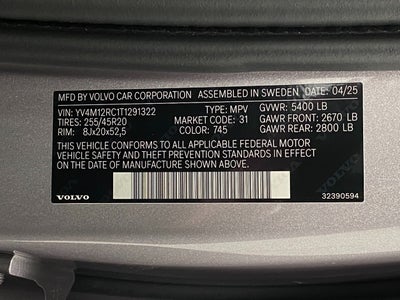 MFD BY VOLVO CAR CORPORATION ASSEMBLED IN SWEDEN, DATE: 04/25
VIN: YV4M12RC1T1291322 TYPE: MPV GVWR: 5400 LB
TIRES: 255/45R20 MARKET CODE: 31 GAWR FRONT: 2670 LB
RIM: 8Jx20x52,5 COLOR: 745 GAWR REAR: 2800 LB
THIS VEHICLE CONFORMS TO ALL APPLICABLE FEDERAL MOTOR
VEHICLE SAFETY, BUMPER, AND THEFT PREVENTION STANDARDS
IN EFFECT ON THE DATE OF MANUFACTURE SHOWN ABOVE.
VOLVO 32390594